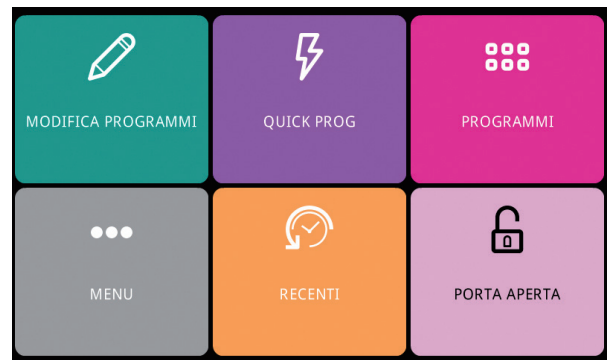 MODIFICA PROGRAMMI
QUICK PROG
PROGRAMMI
MENU
RECENTI
PORTA APERTA